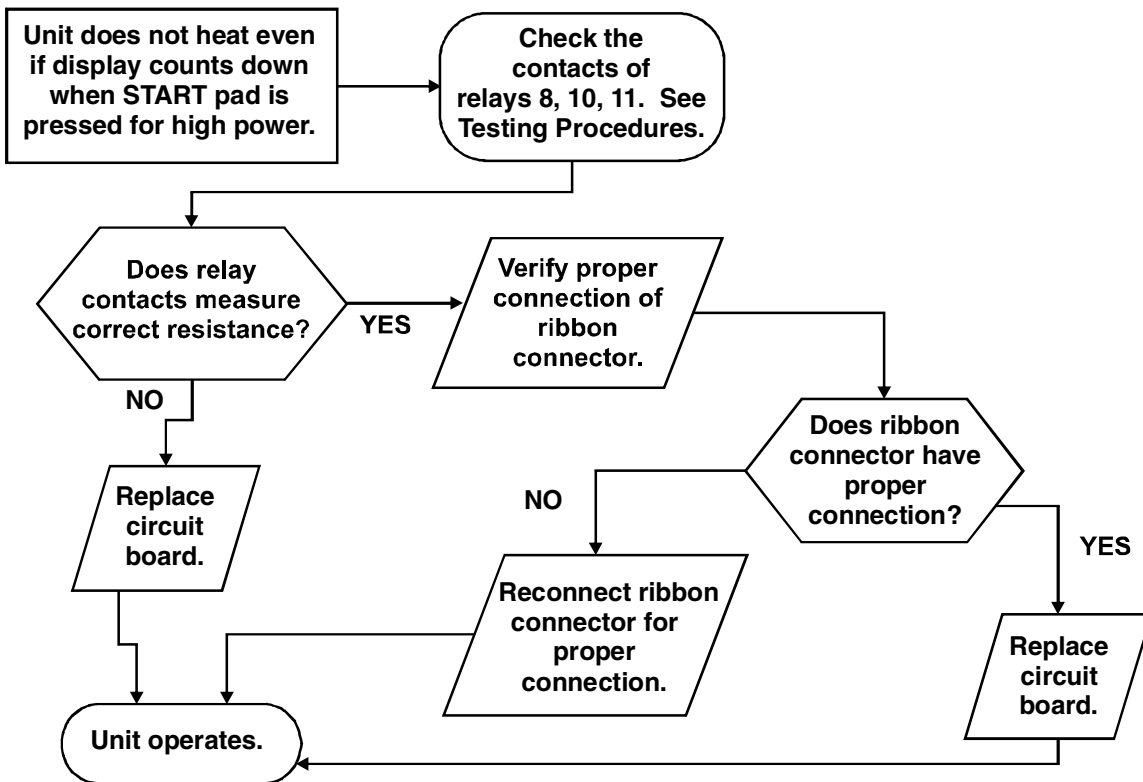 Unit does not heat even
if display counts down
when START pad is
pressed for high power.
Check the
contacts of
relays 8, 10, 11. See
Testing Procedures.
Does relay
contacts measure
correct resistance?
YES
Verify proper
connection of
ribbon
connector.
NO
Does ribbon
connector have
proper
connection?
Replace
circuit
board.
NO
YES
Reconnect ribbon
connector for
proper
connection.
Replace
circuit
board.
Unit operates.